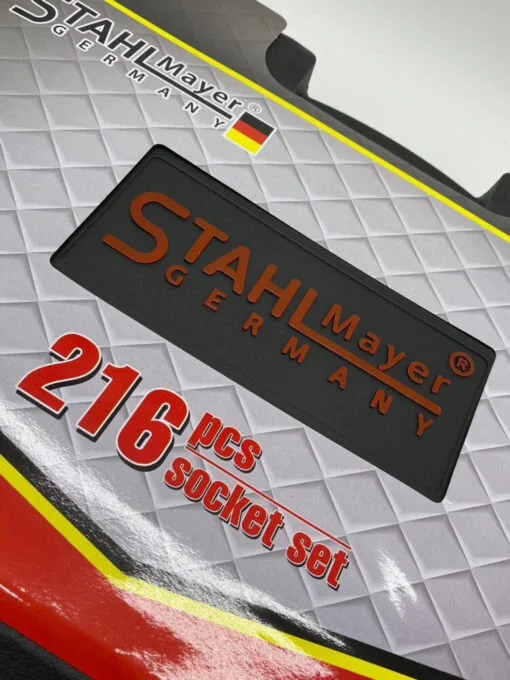 STAHLMayer®
GERMANY
STAHLMayer®
GERMANY
216 pcs
socket set